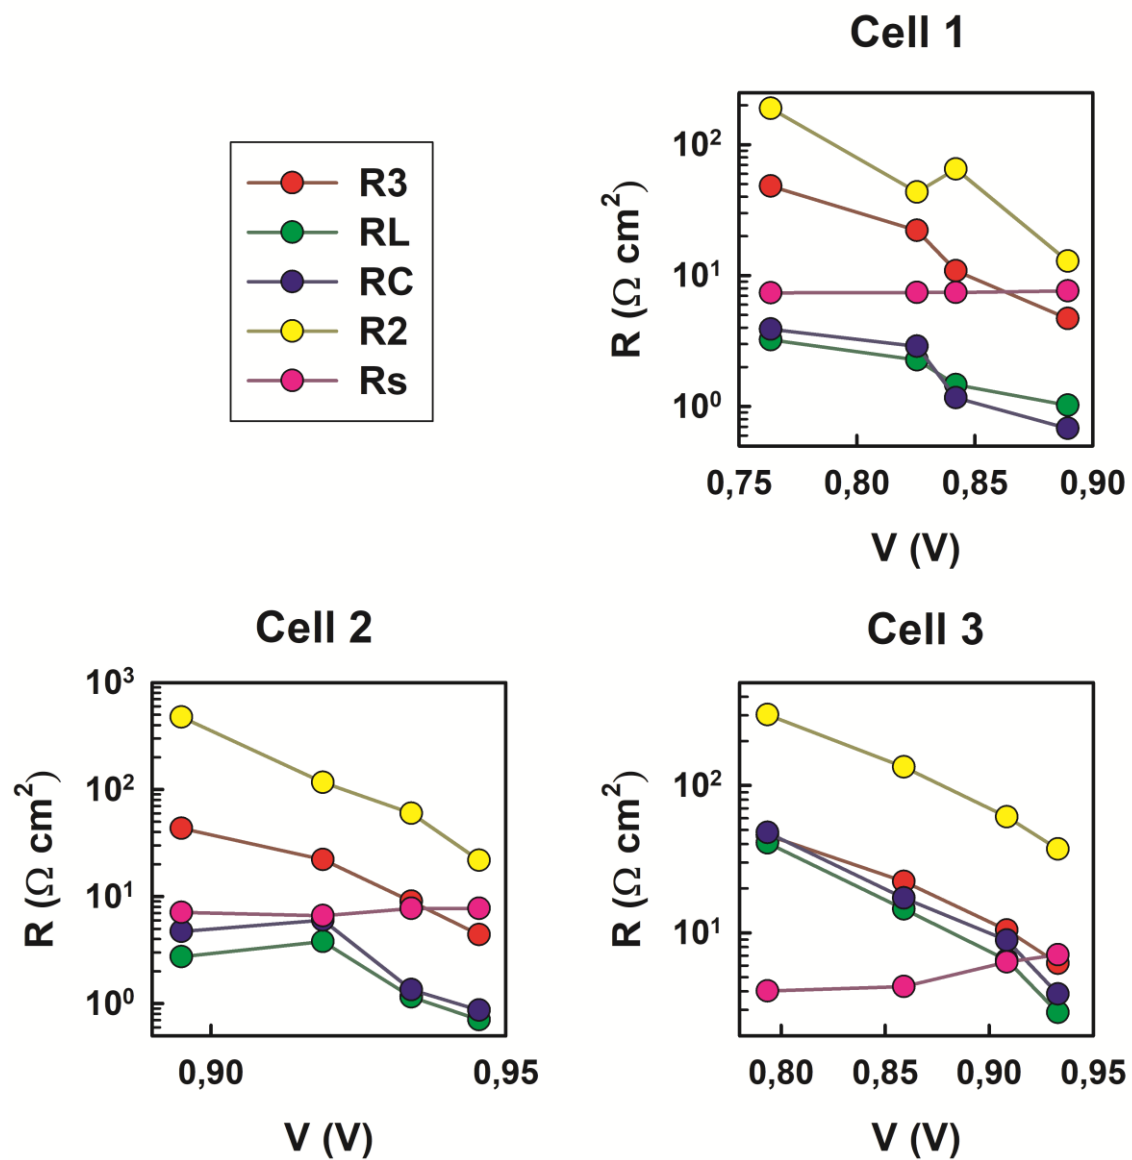 Cell 1
R3
RL
RC
R2
Rs
R (Ω cm²)
10²
10¹
10⁰
0,75 0,80 0,85 0,90
V (V)
Cell 2
R (Ω cm²)
10³
10²
10¹
10⁰
0,90 0,95
V (V)
Cell 3
R (Ω cm²)
10²
10¹
0,80 0,85 0,90 0,95
V (V)